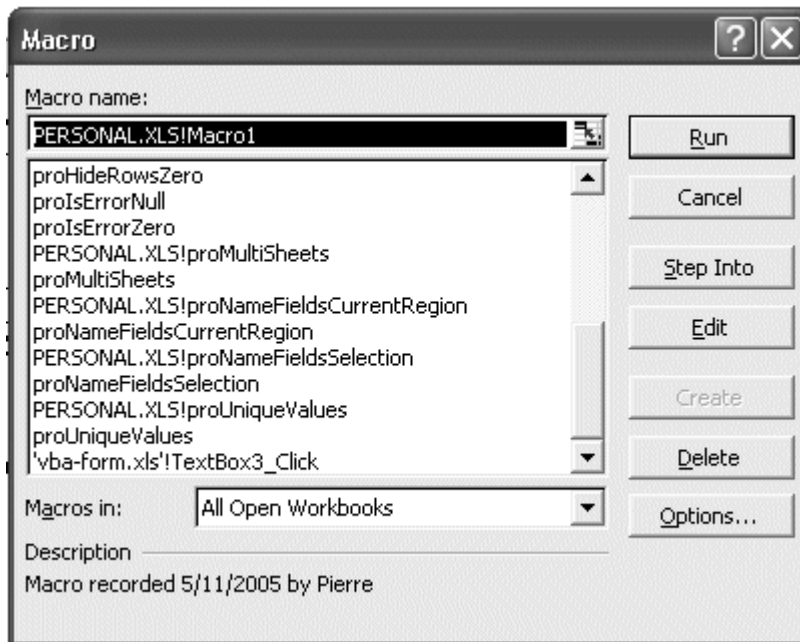 Macro
Macro name:
PERSONAL.XLS!Macro1
Run
proHideRowsZero
proIsErrorNull
Cancel
proIsErrorZero
PERSONAL.XLS!proMultiSheets
proMultiSheets
Step Into
PERSONAL.XLS!proNameFieldsCurrentRegion
proNameFieldsCurrentRegion
Edit
PERSONAL.XLS!proNameFieldsSelection
proNameFieldsSelection
Create
PERSONAL.XLS!proUniqueValues
proUniqueValues
'vba-form.xls'!TextBox3_Click
Delete
Macros in:
All Open Workbooks
Options...
Description
Macro recorded 5/11/2005 by Pierre